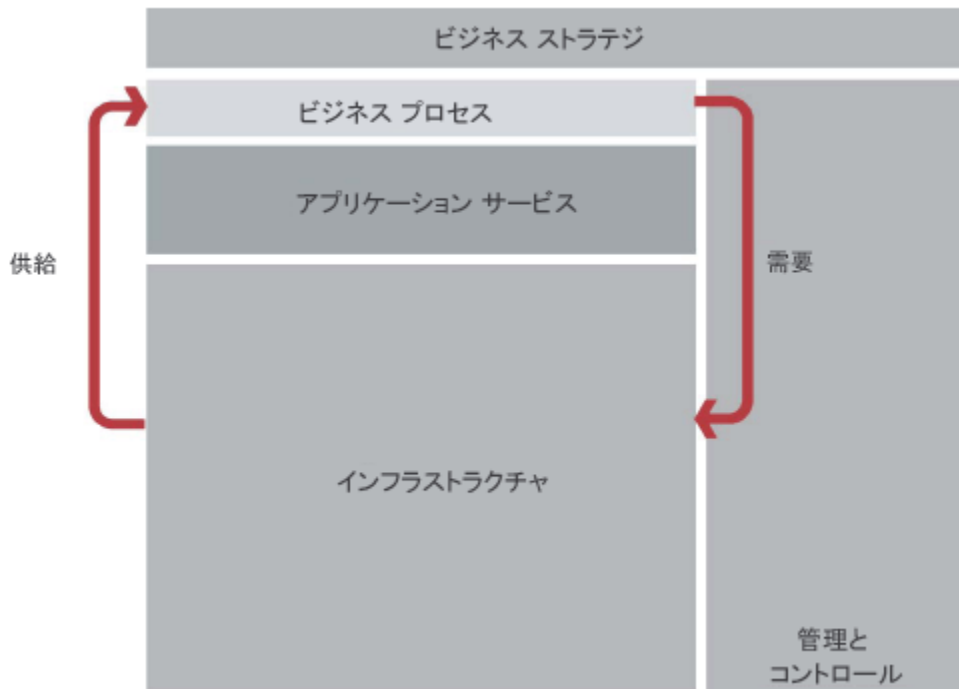 ビジネス ストラテジ
ビジネス プロセス
アプリケーション サービス
供給
需要
インフラストラクチャ
管理と
コントロール